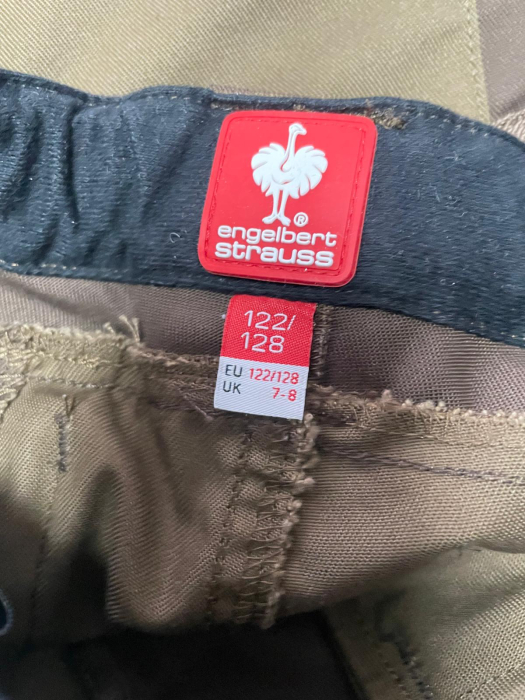 ®
engelbert
strauss
122/
128
EU 122/128
UK 7-8